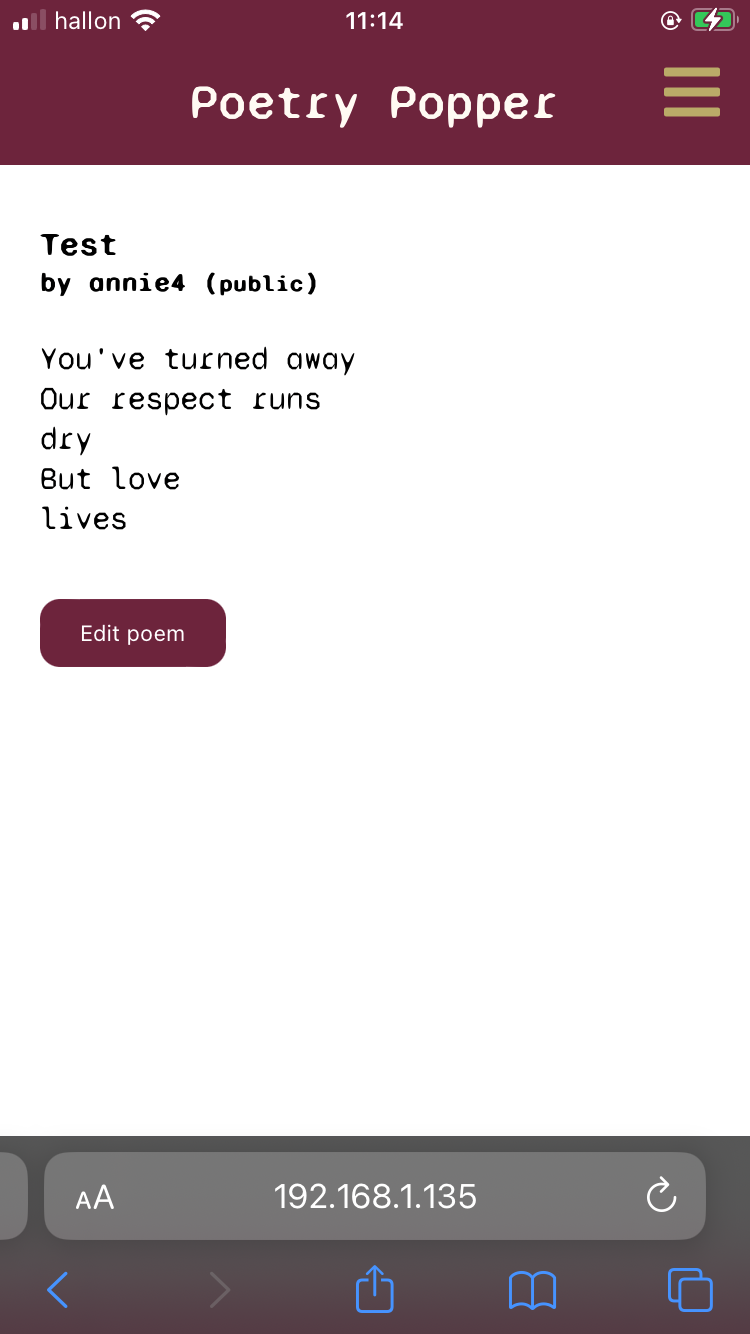 hallon 11:14
Poetry Popper
Test
by annie4 (public)
You've turned away
Our respect runs
dry
But love
lives
Edit poem
AA 192.168.1.135